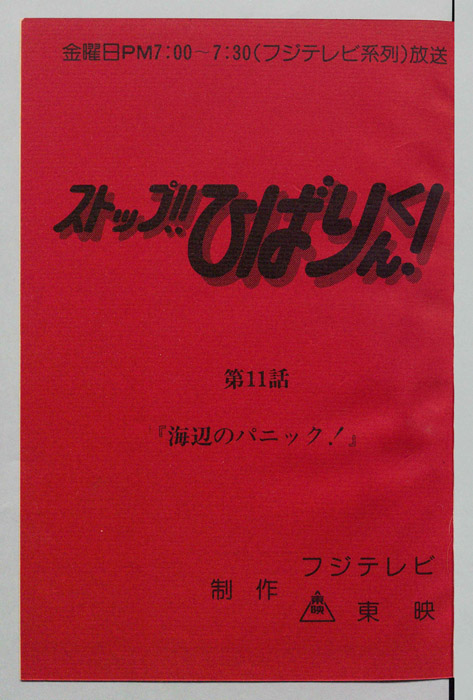 金曜日PM7:00〜7:30(フジテレビ系列)放送
ストップ!!ひばりくん!
第11話
『海辺のパニック!』
フジテレビ
制作 東映 東映